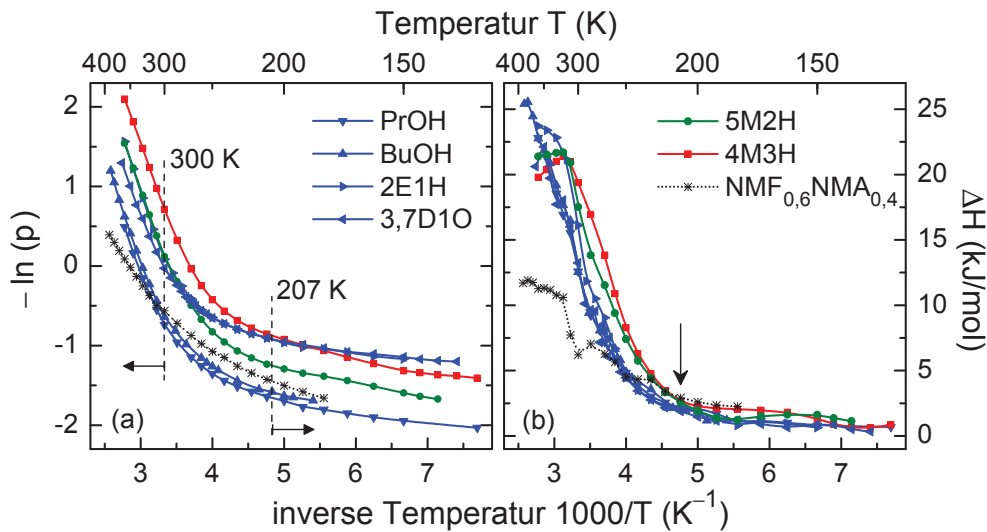 Temperatur T (K)
400 300 200 150 400 300 200 150
2
1
0
−1
−2
− ln (p)
PrOH
BuOH
2E1H
3,7D1O
300 K
207 K
(a)
5M2H
4M3H
NMF0,6NMA0,4
(b)
25
20
15
10
5
0
ΔH (kJ/mol)
3 4 5 6 7 3 4 5 6 7
inverse Temperatur 1000/T (K⁻¹)